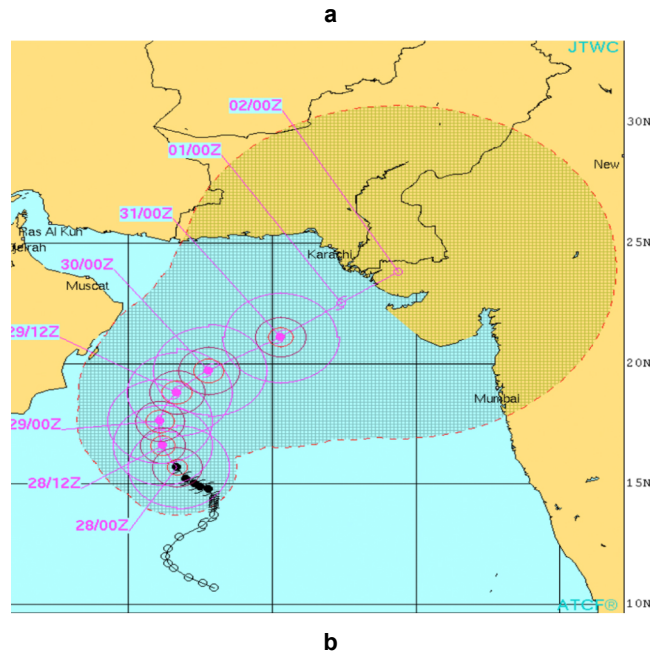 a
JTWC
02/00Z
30N
01/00Z
New
31/00Z
Ras Al Kuh
25N
jeirah
Karachi
30/00Z
Muscat
29/12Z
20N
Mumbai
29/00Z
28/12Z
15N
28/00Z
10N
ATCF®
b